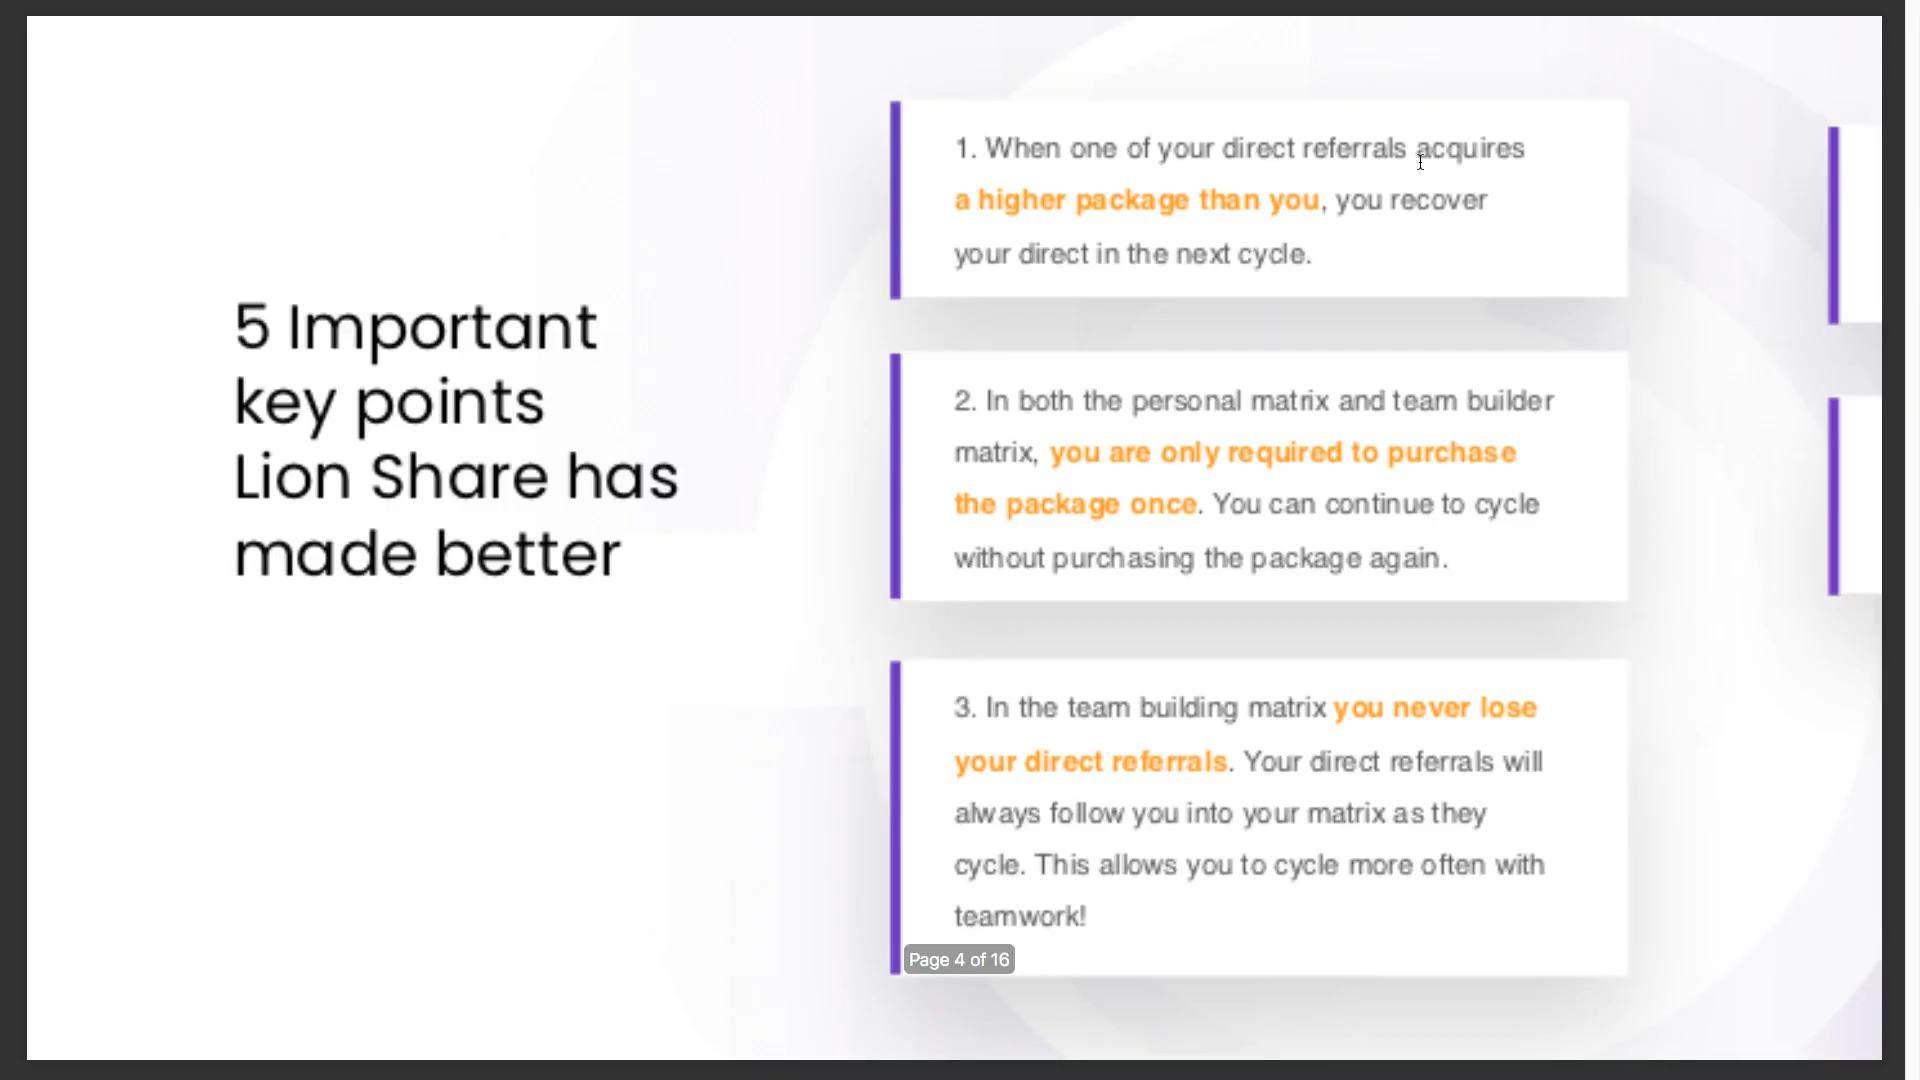 5 Important
key points
Lion Share has
made better
1. When one of your direct referrals acquires
a higher package than you, you recover
your direct in the next cycle.
2. In both the personal matrix and team builder
matrix, you are only required to purchase
the package once. You can continue to cycle
without purchasing the package again.
3. In the team building matrix you never lose
your direct referrals. Your direct referrals will
always follow you into your matrix as they
cycle. This allows you to cycle more often with
teamwork!
Page 4 of 16